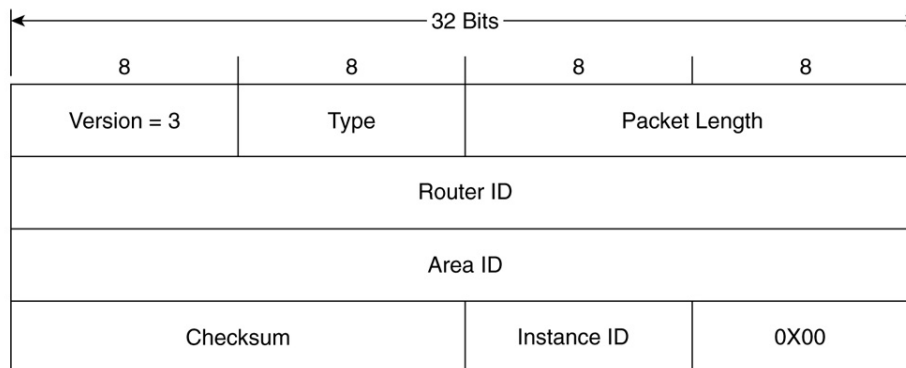 32 Bits
8 8 8 8
Version = 3 Type Packet Length
Router ID
Area ID
Checksum Instance ID 0X00